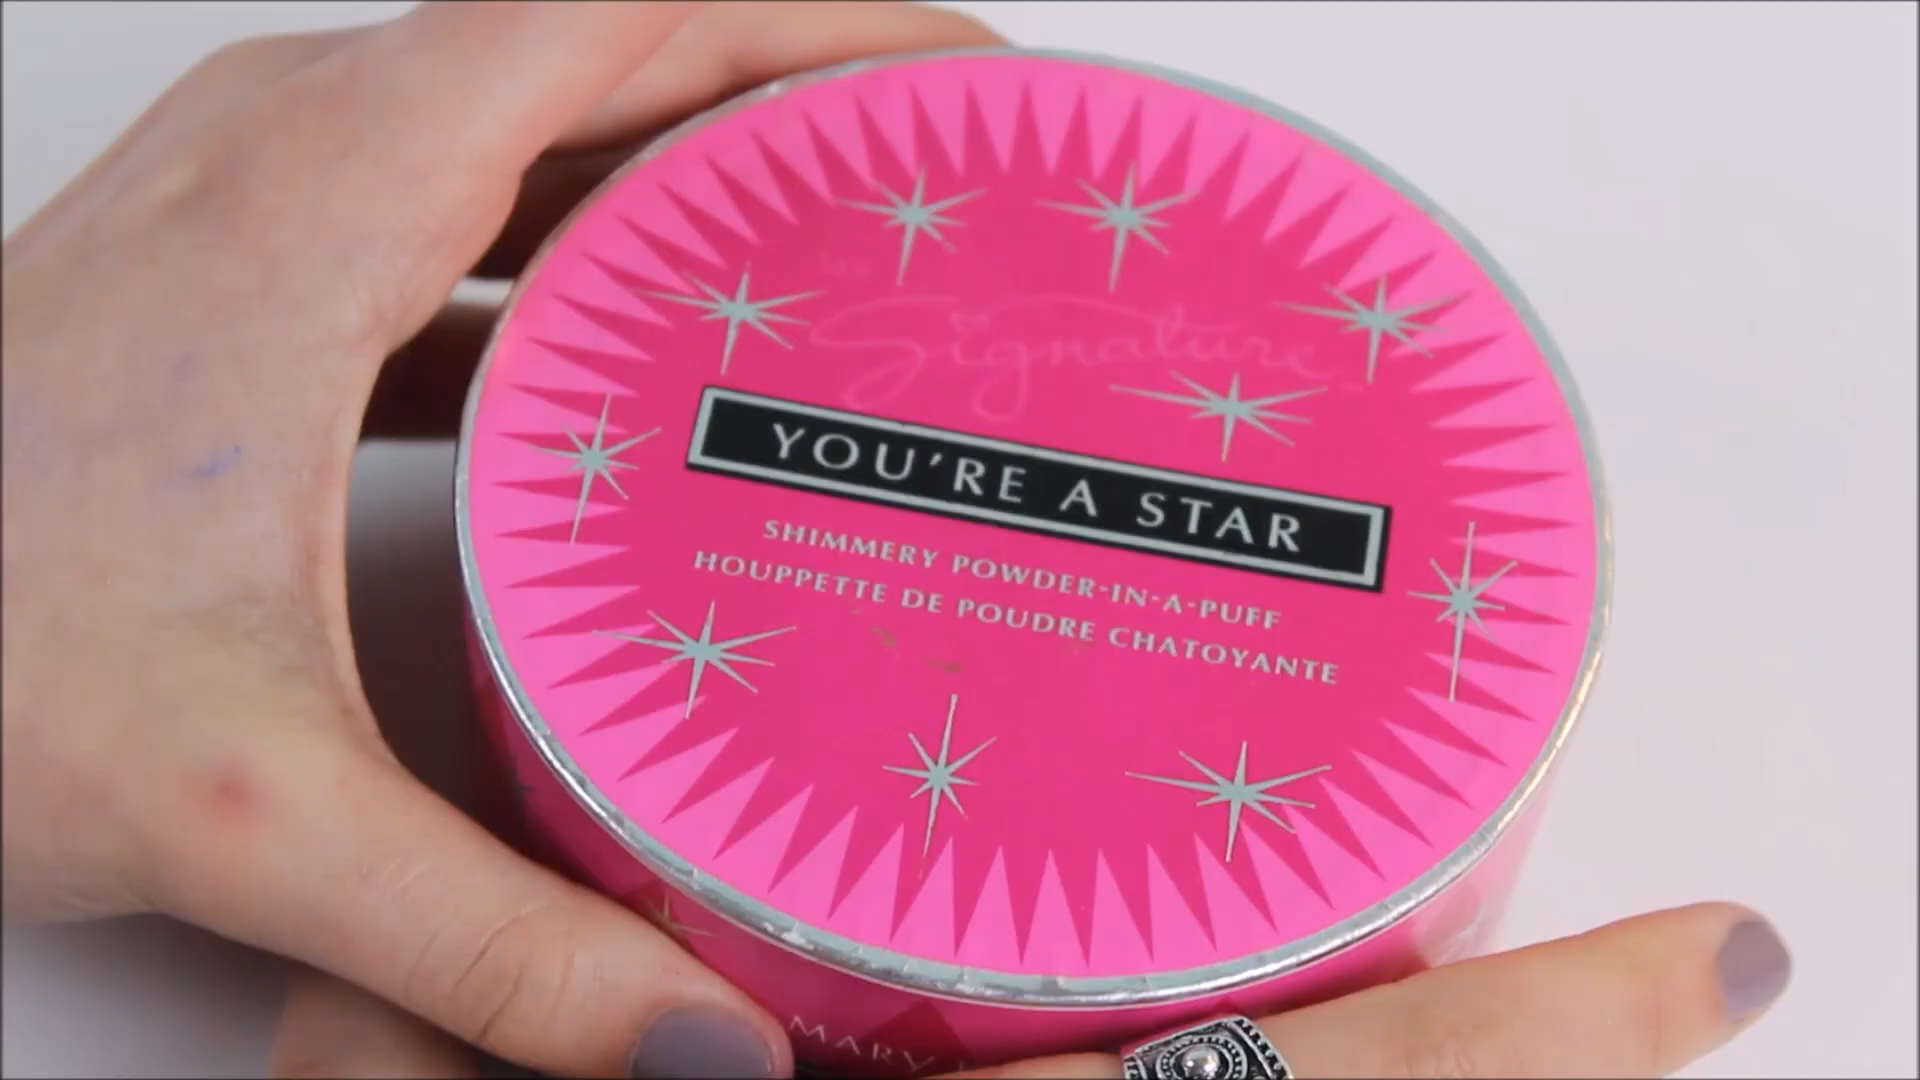 Signature
YOU'RE A STAR
SHIMMERY POWDER-IN-A-PUFF
HOUPPETTE DE POUDRE CHATOYANTE
MARY